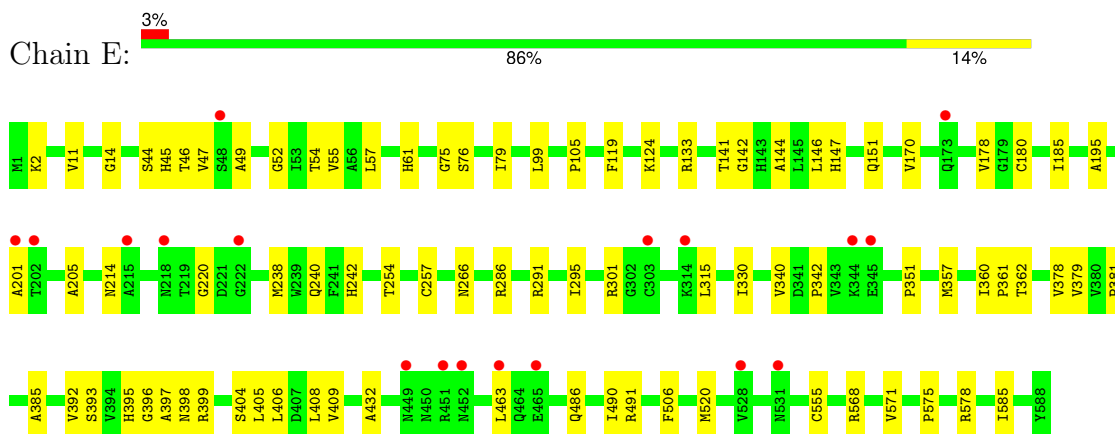 3%
Chain E:
86% 14%
M1 K2 V11 G14 S44 H45 T46 V47 S48 A49 G52 I53 T54 V55 A56 L57 H61 G75 S76 I79 L99 P105 F119 K124 R133 T141 G142 H143 A144 L145 L146 H147 Q151 V170 Q173 V178 G179 C180 I185 A195
A201 T202 A205 N214 A215 N218 T219 G220 D221 G222 M238 W239 Q240 F241 H242 T254 C257 N266 R286 R291 I295 R301 G302 C303 K314 L315 I330 V340 D341 P342 V343 K344 E345 P351 M357 I360 P361 T362 V378 V379 V380 P381
A385 V392 S393 V394 H395 G396 A397 N398 R399 S404 L405 L406 D407 L408 V409 A432 N449 N450 R451 N452 L463 Q464 E465 Q486 I490 R491 F506 M520 V528 N531 C555 R568 V571 P575 R578 I585 Y588